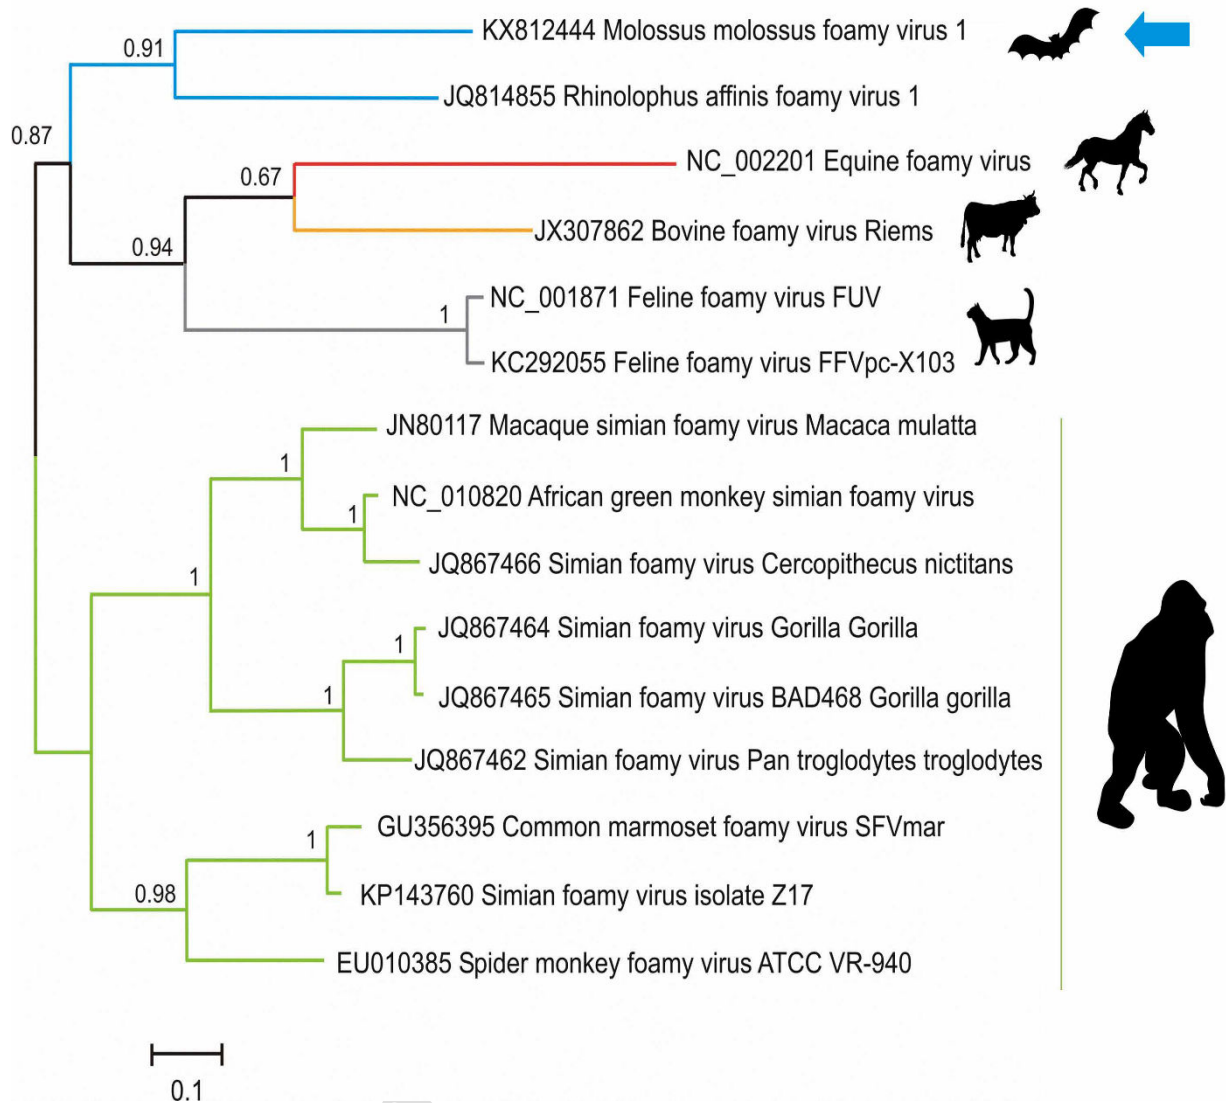 KX812444 Molossus molossus foamy virus 1
0.91
JQ814855 Rhinolophus affinis foamy virus 1
0.87
NC_002201 Equine foamy virus
0.67
JX307862 Bovine foamy virus Riems
0.94
NC_001871 Feline foamy virus FUV
1
KC292055 Feline foamy virus FFVpc-X103
JN80117 Macaque simian foamy virus Macaca mulatta
1
NC_010820 African green monkey simian foamy virus
1
JQ867466 Simian foamy virus Cercopithecus nictitans
1
JQ867464 Simian foamy virus Gorilla Gorilla
1
JQ867465 Simian foamy virus BAD468 Gorilla gorilla
1
JQ867462 Simian foamy virus Pan troglodytes troglodytes
GU356395 Common marmoset foamy virus SFVmar
1
KP143760 Simian foamy virus isolate Z17
0.98
EU010385 Spider monkey foamy virus ATCC VR-940
0.1